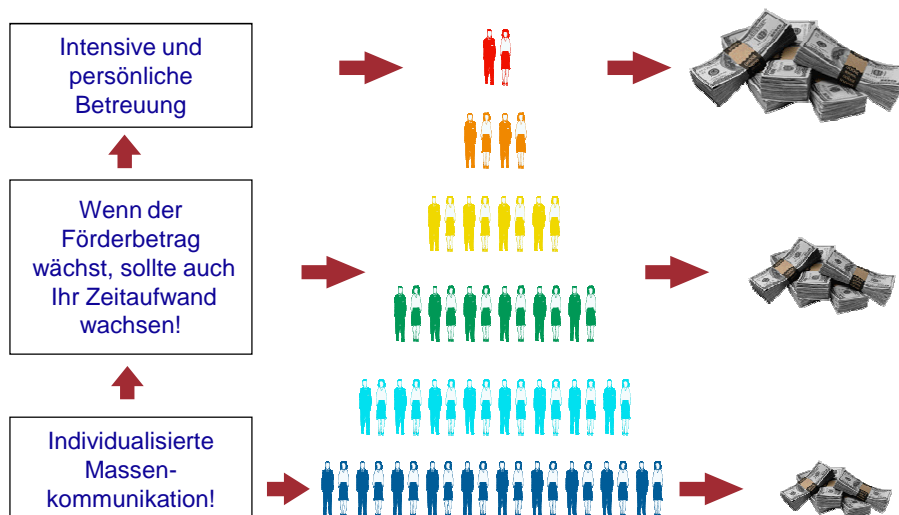 Intensive und
persönliche
Betreuung
Wenn der
Förderbetrag
wächst, sollte auch
Ihr Zeitaufwand
wachsen!
Individualisierte
Massen-
kommunikation!